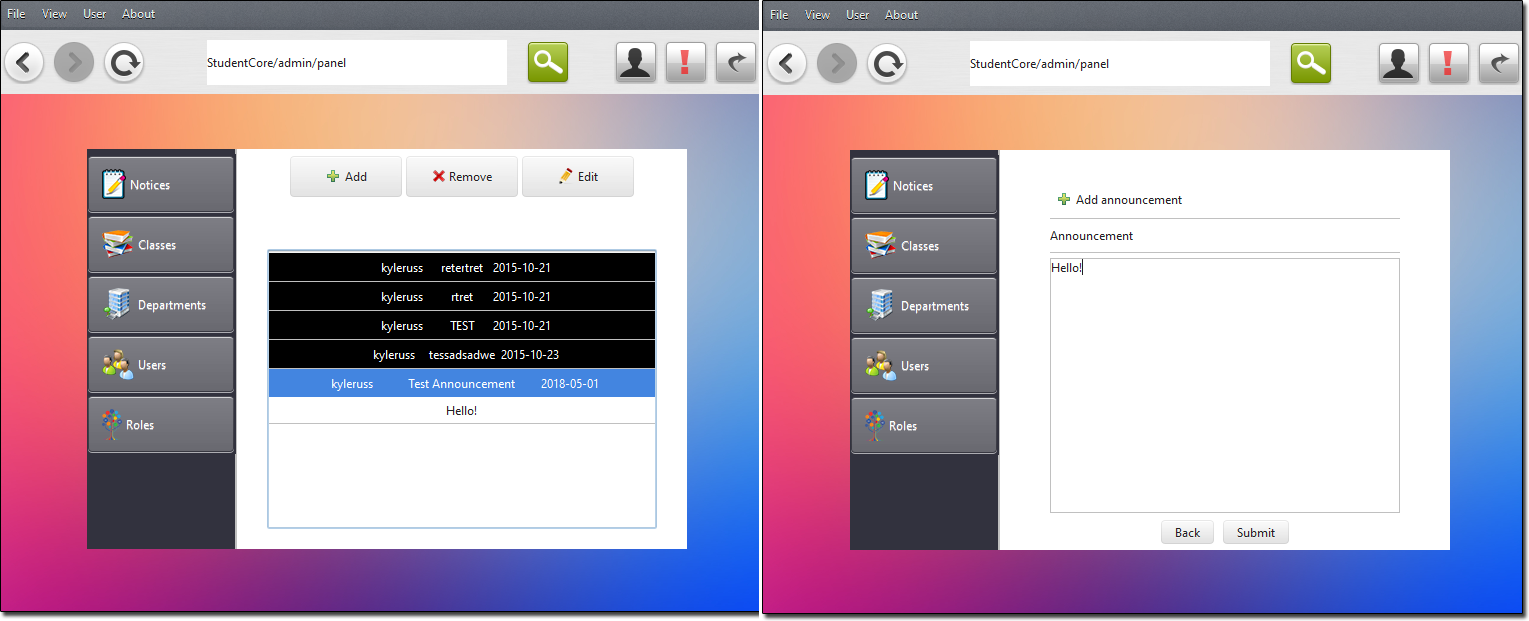 File View User About
StudentCore/admin/panel
Notices
Classes
Departments
Users
Roles
Add Remove Edit
kyleruss retertret 2015-10-21
kyleruss rtret 2015-10-21
kyleruss TEST 2015-10-21
kyleruss tessadsadwe 2015-10-23
kyleruss Test Announcement 2018-05-01
Hello!
File View User About
StudentCore/admin/panel
Notices
Classes
Departments
Users
Roles
Add announcement
Announcement
Hello!
Back Submit